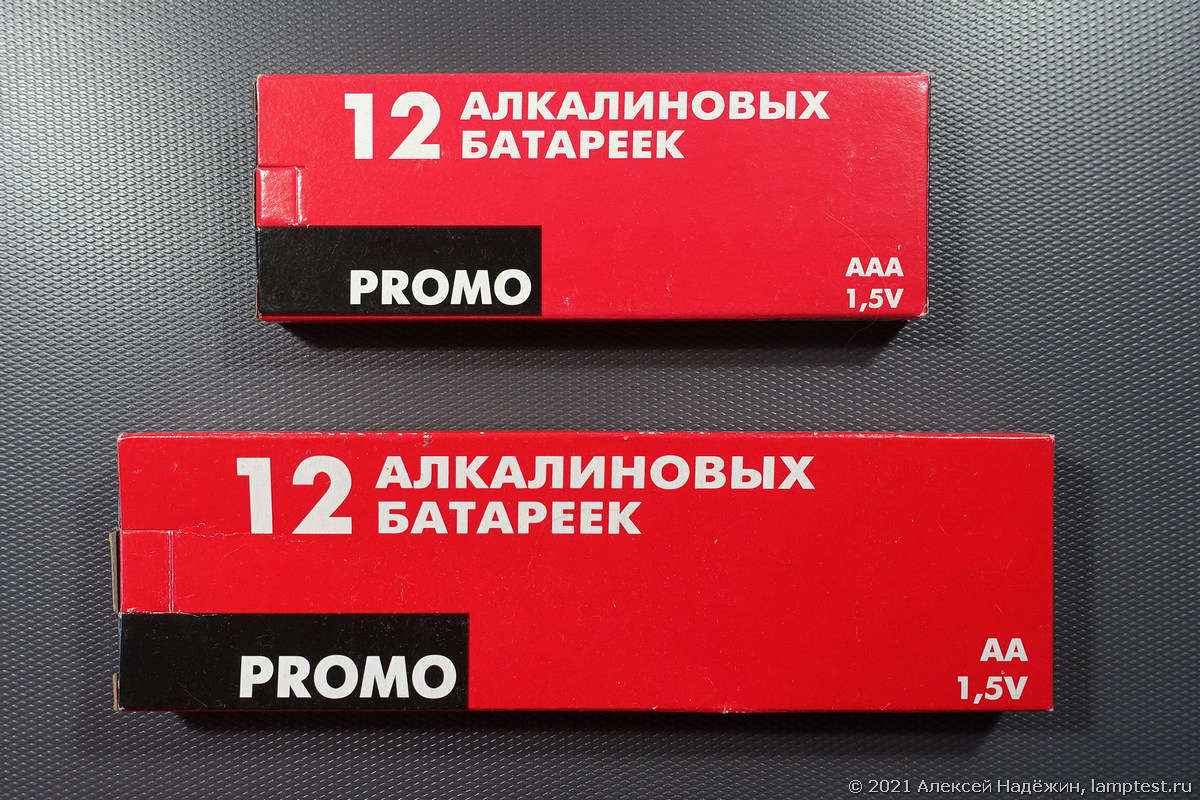 12 АЛКАЛИНОВЫХ
БАТАРЕЕК
PROMO
AAA
1,5V
12 АЛКАЛИНОВЫХ
БАТАРЕЕК
PROMO
AA
1,5V
© 2021 Алексей Надёжин, lamptest.ru